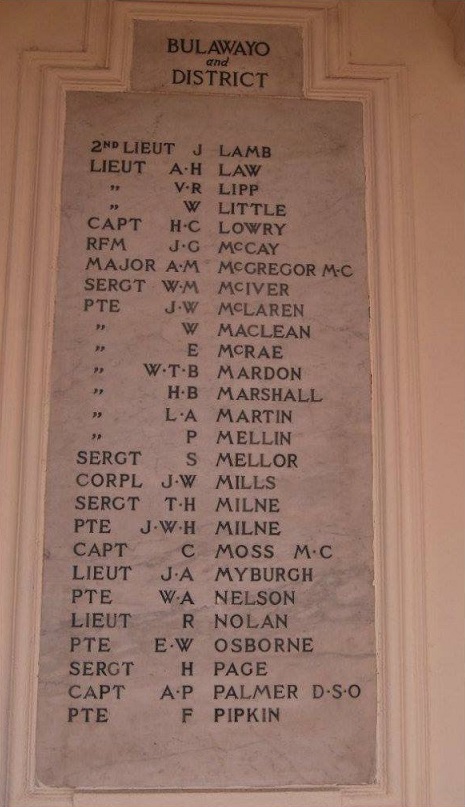 BULAWAYO
and
DISTRICT
2ND LIEUT J LAMB
LIEUT A·H LAW
" V·R LIPP
" W LITTLE
CAPT H·C LOWRY
RFM J·G McCAY
MAJOR A·M McGREGOR M·C
SERGT W·M McIVER
PTE J·W McLAREN
" W MACLEAN
" E McRAE
" W·T·B MARDON
" H·B MARSHALL
" L·A MARTIN
" P MELLIN
SERGT S MELLOR
CORPL J·W MILLS
SERGT T·H MILNE
PTE J·W·H MILNE
CAPT C MOSS M·C
LIEUT J·A MYBURGH
PTE W·A NELSON
LIEUT R NOLAN
PTE E·W OSBORNE
SERGT H PAGE
CAPT A·P PALMER D·S·O
PTE F PIPKIN